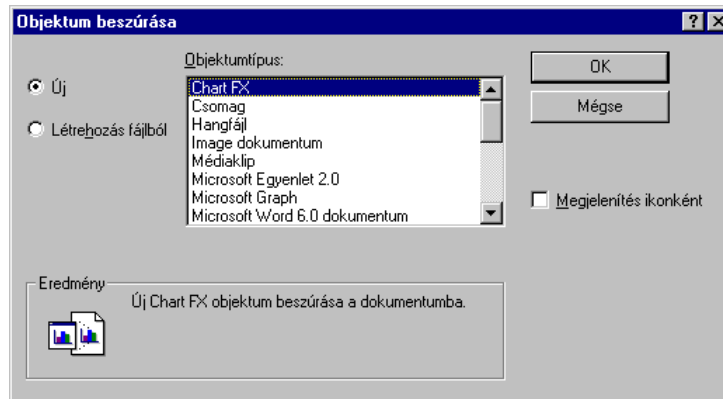 Objektum beszúrása
Új
Létrehozás fájlból
Objektumtípus:
Chart FX
Csomag
Hangfájl
Image dokumentum
Médiaklip
Microsoft Egyenlet 2.0
Microsoft Graph
Microsoft Word 6.0 dokumentum
OK
Mégse
Megjelenítés ikonként
Eredmény
Új Chart FX objektum beszúrása a dokumentumba.